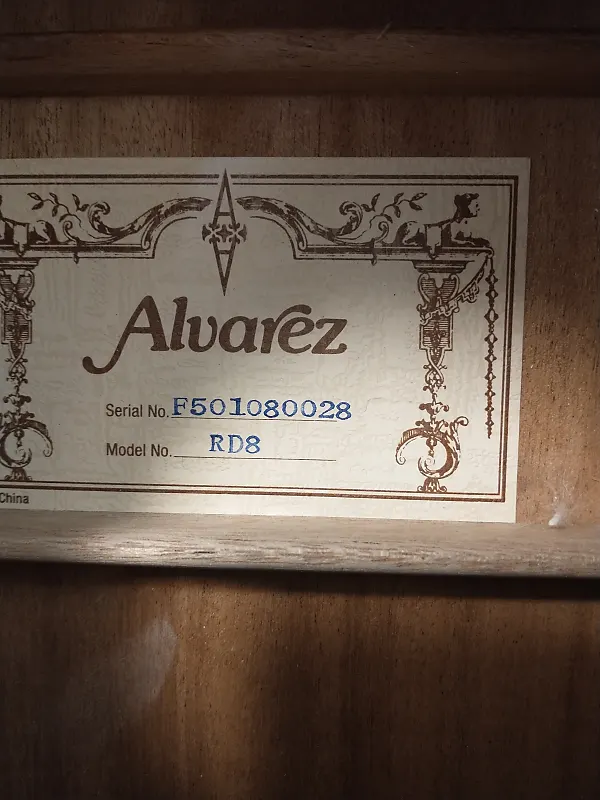 Alvarez
Serial No. F501080028
Model No. RD8
China